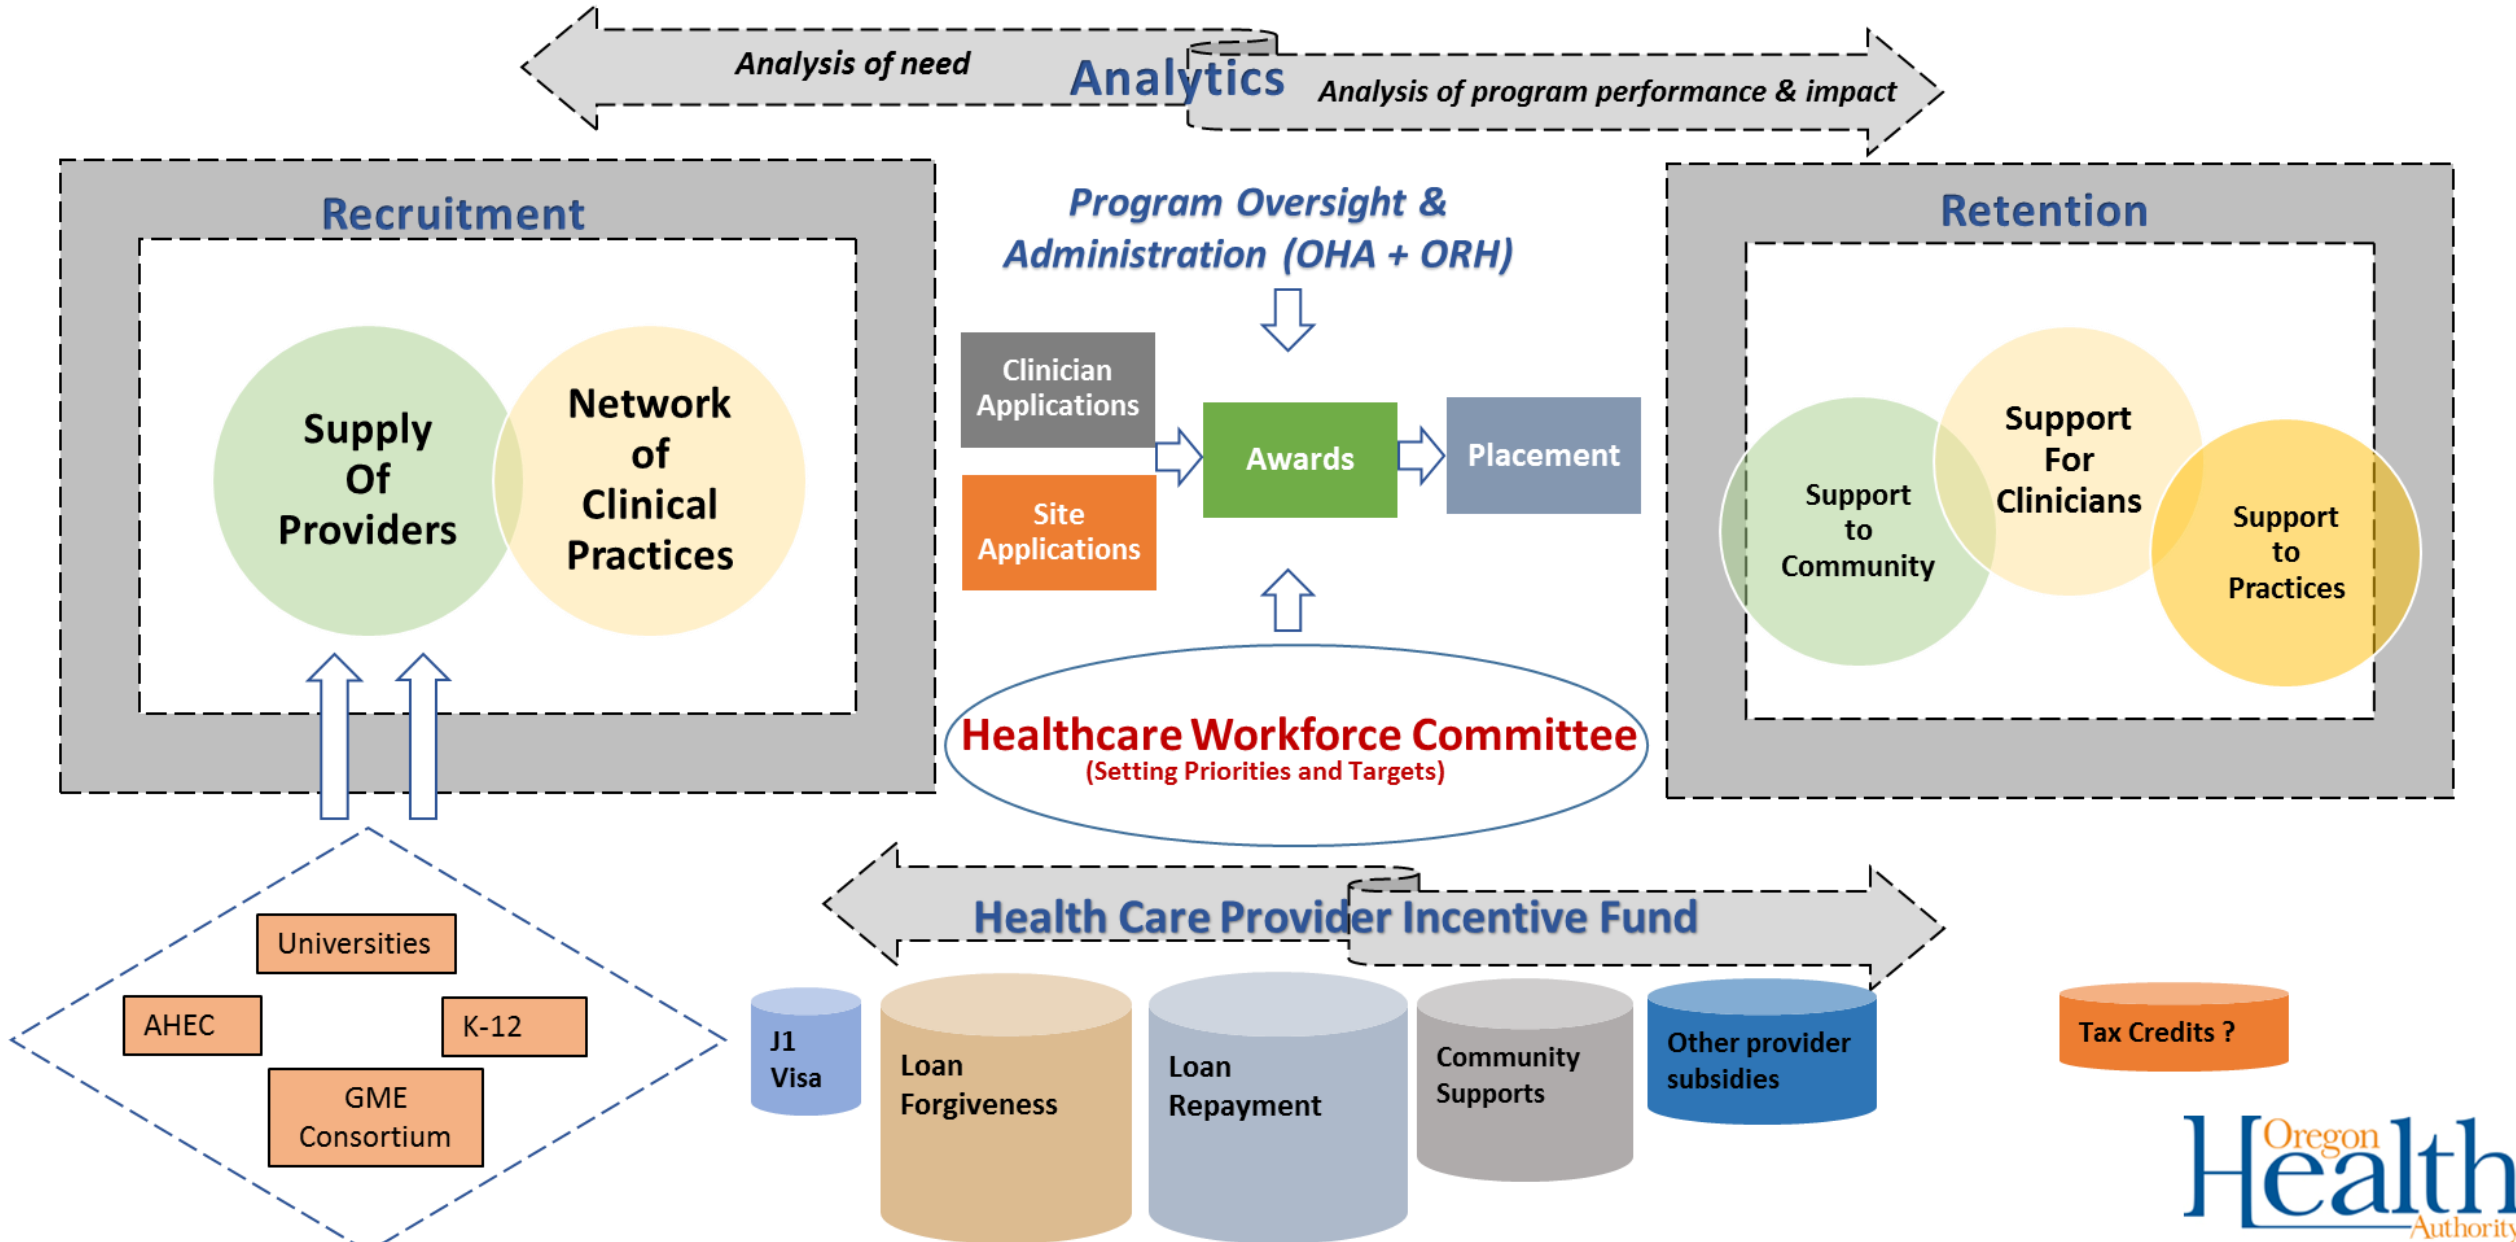 Analysis of need
Analytics
Analysis of program performance & impact
Recruitment
Supply
Of
Providers
Network
of
Clinical
Practices
Program Oversight &
Administration (OHA + ORH)
Clinician
Applications
Site
Applications
Awards
Placement
Healthcare Workforce Committee
(Setting Priorities and Targets)
Retention
Support
to
Community
Support
For
Clinicians
Support
to
Practices
Universities
AHEC
K-12
GME
Consortium
Health Care Provider Incentive Fund
J1
Visa
Loan
Forgiveness
Loan
Repayment
Community
Supports
Other provider
subsidies
Tax Credits ?
Oregon
Health
Authority